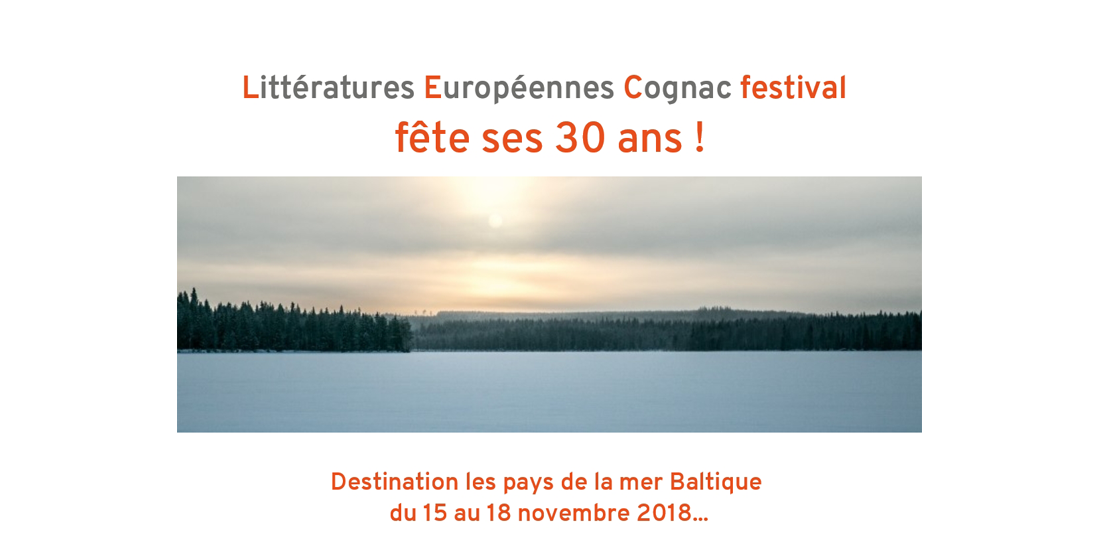 Littératures Européennes Cognac festival
fête ses 30 ans !
Destination les pays de la mer Baltique
du 15 au 18 novembre 2018...